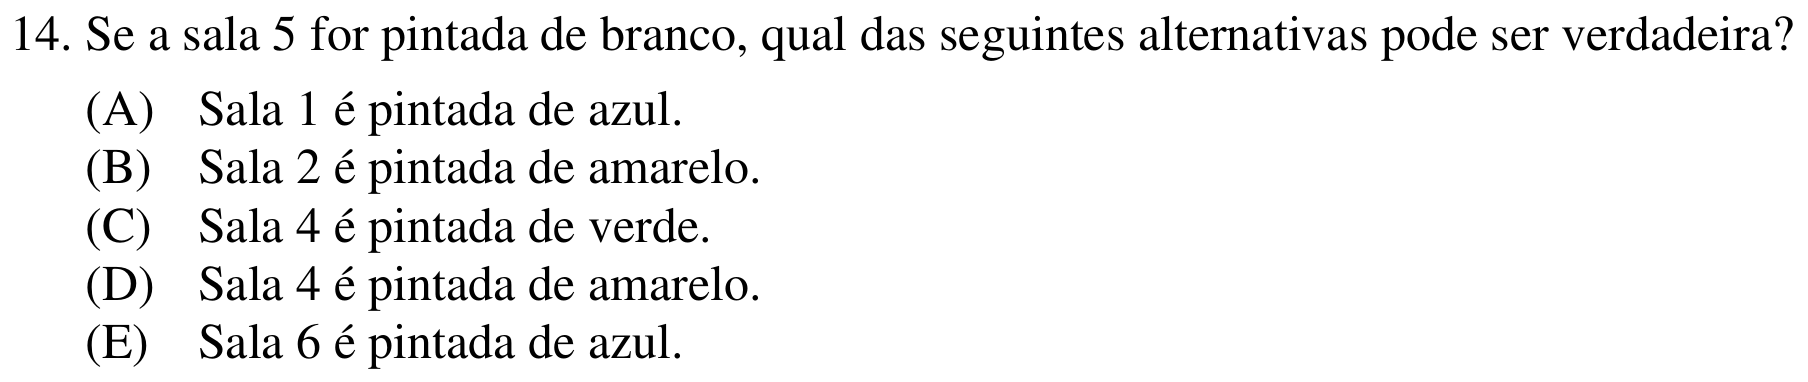 14. Se a sala 5 for pintada de branco, qual das seguintes alternativas pode ser verdadeira?
(A) Sala 1 é pintada de azul.
(B) Sala 2 é pintada de amarelo.
(C) Sala 4 é pintada de verde.
(D) Sala 4 é pintada de amarelo.
(E) Sala 6 é pintada de azul.